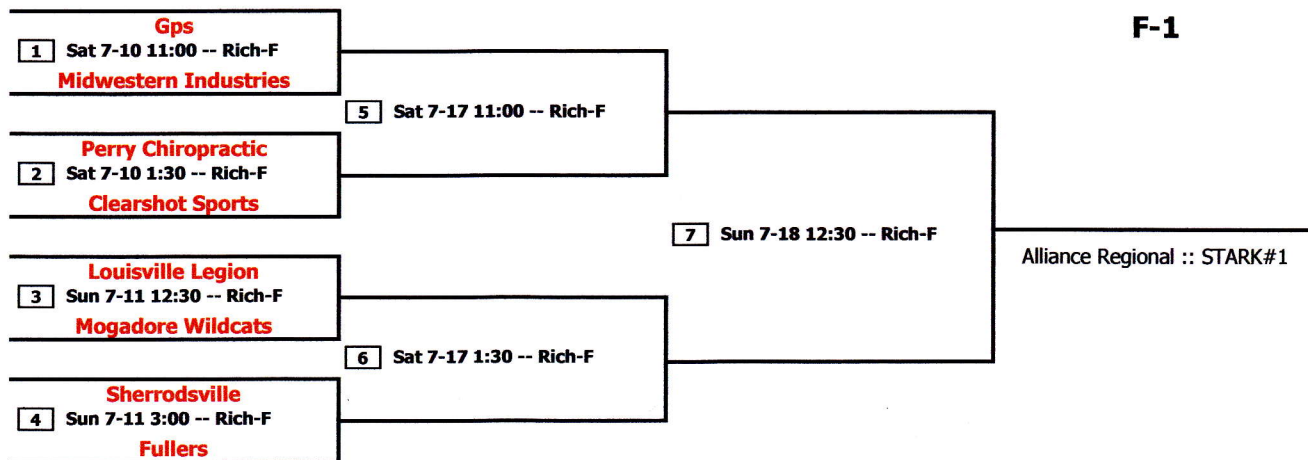 F-1
Gps
1 Sat 7-10 11:00 -- Rich-F
Midwestern Industries
5 Sat 7-17 11:00 -- Rich-F
Perry Chiropractic
2 Sat 7-10 1:30 -- Rich-F
Clearshot Sports
7 Sun 7-18 12:30 -- Rich-F
Alliance Regional :: STARK#1
Louisville Legion
3 Sun 7-11 12:30 -- Rich-F
Mogadore Wildcats
6 Sat 7-17 1:30 -- Rich-F
Sherrodsville
4 Sun 7-11 3:00 -- Rich-F
Fullers